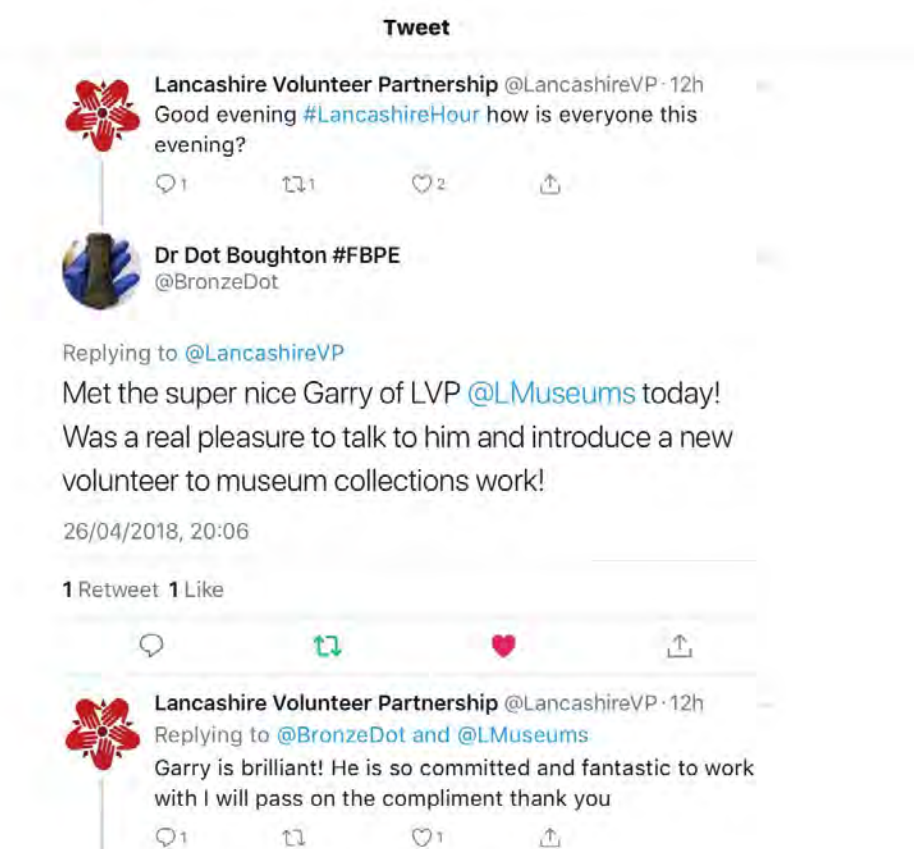 Tweet
Lancashire Volunteer Partnership @LancashireVP · 12h
Good evening #LancashireHour how is everyone this
evening?
1 1 2
Dr Dot Boughton #FBPE
@BronzeDot
Replying to @LancashireVP
Met the super nice Garry of LVP @LMuseums today!
Was a real pleasure to talk to him and introduce a new
volunteer to museum collections work!
26/04/2018, 20:06
1 Retweet 1 Like
Lancashire Volunteer Partnership @LancashireVP · 12h
Replying to @BronzeDot and @LMuseums
Garry is brilliant! He is so committed and fantastic to work
with I will pass on the compliment thank you
1 1